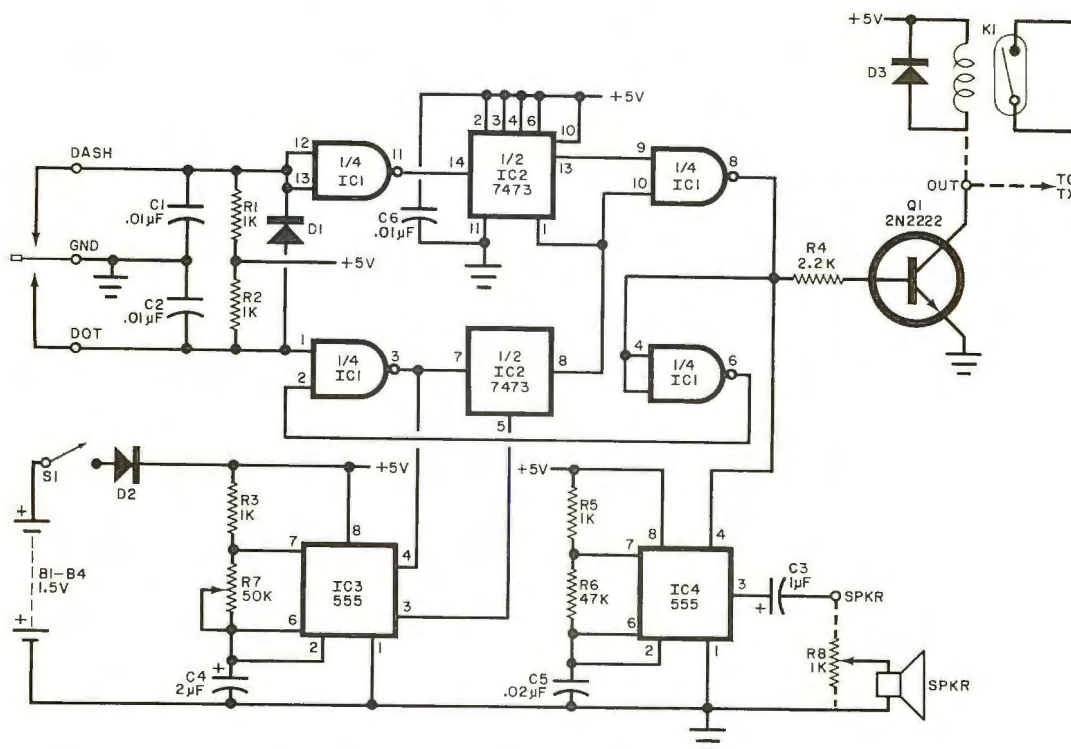 +5V
K1
D3
OUT
TO
TX
Q1
2N2222
R4
2.2K
+5V
2 3 4 6
10
DASH
12
13
1/4
IC1
11
14
1/2
IC2
7473
13
9
10
1/4
IC1
8
C1
.01µF
R1
1K
D1
C6
.01µF
11
1
GND
+5V
C2
.01µF
R2
1K
DOT
1
2
1/4
IC1
3
7
1/2
IC2
7473
8
5
4
1/4
IC1
6
S1
D2
+5V
+5V
R3
1K
8
R5
1K
8
4
+
B1-B4
1.5V
+
7
4
R7
50K
IC3
555
3
6
2
1
+
C4
2µF
7
R6
47K
IC4
555
3
C3
1µF
+
SPKR
6
2
1
C5
.02µF
R8
1K
SPKR